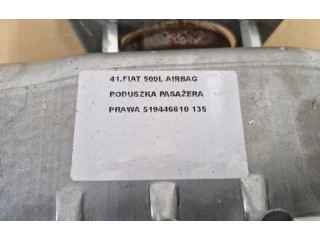 41.FIAT 500L AIRBAG
PODUSZKA PASAŻERA
PRAWA 519446610 135